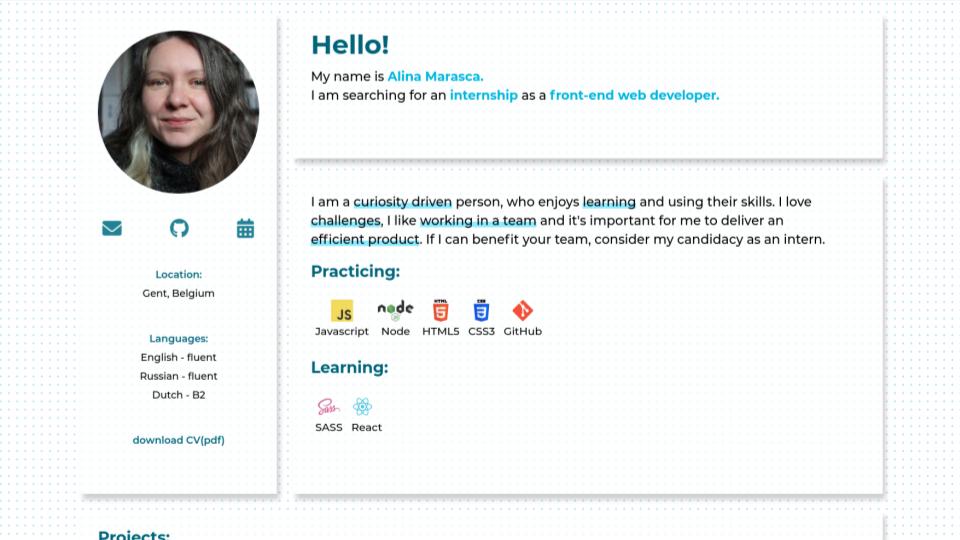 Location:
Gent, Belgium
Languages:
English - fluent
Russian - fluent
Dutch - B2
download CV(pdf)
Hello!
My name is Alina Marasca.
I am searching for an internship as a front-end web developer.
I am a curiosity driven person, who enjoys learning and using their skills. I love
challenges, I like working in a team and it's important for me to deliver an
efficient product. If I can benefit your team, consider my candidacy as an intern.
Practicing:
JS node HTML 5 CSS 3
Javascript Node HTML5 CSS3 GitHub
Learning:
Sass
SASS React
Projects: